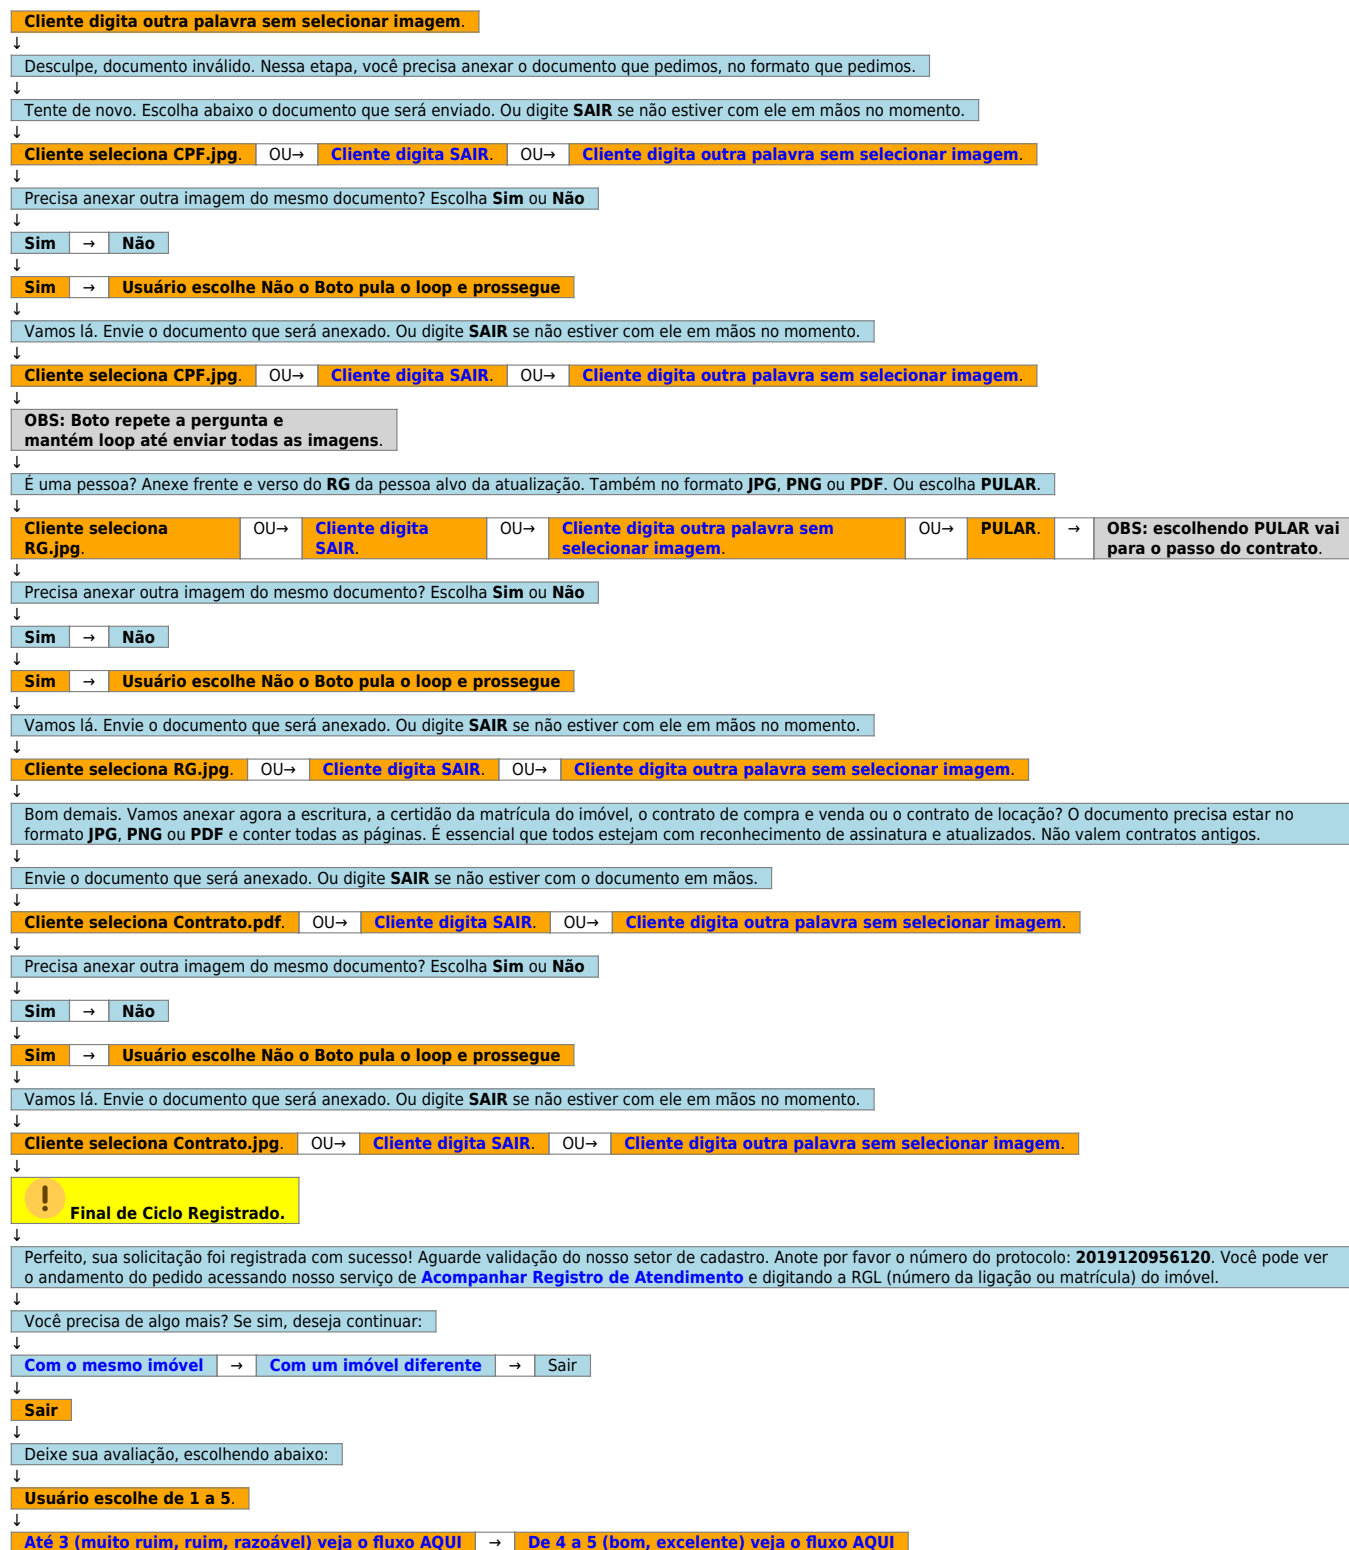 Cliente digita outra palavra sem selecionar imagem.
↓
Desculpe, documento inválido. Nessa etapa, você precisa anexar o documento que pedimos, no formato que pedimos.
↓
Tente de novo. Escolha abaixo o documento que será enviado. Ou digite SAIR se não estiver com ele em mãos no momento.
↓
Cliente seleciona CPF.jpg. OU→ Cliente digita SAIR. OU→ Cliente digita outra palavra sem selecionar imagem.
↓
Precisa anexar outra imagem do mesmo documento? Escolha Sim ou Não
↓
Sim → Não
↓
Sim → Usuário escolhe Não o Boto pula o loop e prossegue
↓
Vamos lá. Envie o documento que será anexado. Ou digite SAIR se não estiver com ele em mãos no momento.
↓
Cliente seleciona CPF.jpg. OU→ Cliente digita SAIR. OU→ Cliente digita outra palavra sem selecionar imagem.
↓
OBS: Boto repete a pergunta e
mantém loop até enviar todas as imagens.
↓
É uma pessoa? Anexe frente e verso do RG da pessoa alvo da atualização. Também no formato JPG, PNG ou PDF. Ou escolha PULAR.
↓
Cliente seleciona
RG.jpg.
OU→
Cliente digita
SAIR.
OU→
Cliente digita outra palavra sem
selecionar imagem.
OU→
PULAR.
→
OBS: escolhendo PULAR vai
para o passo do contrato.
↓
Precisa anexar outra imagem do mesmo documento? Escolha Sim ou Não
↓
Sim → Não
↓
Sim → Usuário escolhe Não o Boto pula o loop e prossegue
↓
Vamos lá. Envie o documento que será anexado. Ou digite SAIR se não estiver com ele em mãos no momento.
↓
Cliente seleciona RG.jpg. OU→ Cliente digita SAIR. OU→ Cliente digita outra palavra sem selecionar imagem.
↓
Bom demais. Vamos anexar agora a escritura, a certidão da matrícula do imóvel, o contrato de compra e venda ou o contrato de locação? O documento precisa estar no
formato JPG, PNG ou PDF e conter todas as páginas. É essencial que todos estejam com reconhecimento de assinatura e atualizados. Não valem contratos antigos.
↓
Envie o documento que será anexado. Ou digite SAIR se não estiver com o documento em mãos.
↓
Cliente seleciona Contrato.pdf. OU→ Cliente digita SAIR. OU→ Cliente digita outra palavra sem selecionar imagem.
↓
Precisa anexar outra imagem do mesmo documento? Escolha Sim ou Não
↓
Sim → Não
↓
Sim → Usuário escolhe Não o Boto pula o loop e prossegue
↓
Vamos lá. Envie o documento que será anexado. Ou digite SAIR se não estiver com ele em mãos no momento.
↓
Cliente seleciona Contrato.jpg. OU→ Cliente digita SAIR. OU→ Cliente digita outra palavra sem selecionar imagem.
↓
! Final de Ciclo Registrado.
↓
Perfeito, sua solicitação foi registrada com sucesso! Aguarde validação do nosso setor de cadastro. Anote por favor o número do protocolo: 2019120956120. Você pode ver
o andamento do pedido acessando nosso serviço de Acompanhar Registro de Atendimento e digitando a RGL (número da ligação ou matrícula) do imóvel.
↓
Você precisa de algo mais? Se sim, deseja continuar:
↓
Com o mesmo imóvel → Com um imóvel diferente → Sair
↓
Sair
↓
Deixe sua avaliação, escolhendo abaixo:
↓
Usuário escolhe de 1 a 5.
↓
Até 3 (muito ruim, ruim, razoável) veja o fluxo AQUI → De 4 a 5 (bom, excelente) veja o fluxo AQUI